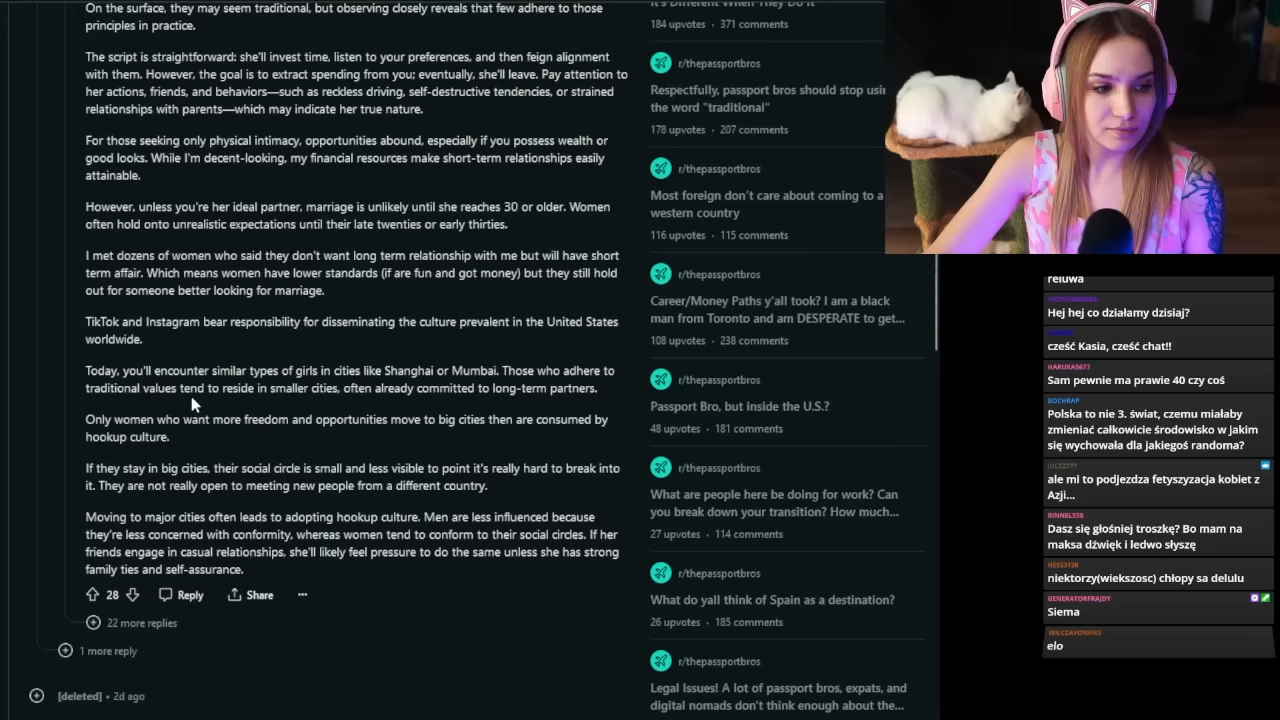 On the surface, they may seem traditional, but observing closely reveals that few adhere to those
principles in practice.
The script is straightforward: she'll invest time, listen to your preferences, and then feign alignment
with them. However, the goal is to extract spending from you; eventually, she'll leave. Pay attention to
her actions, friends, and behaviors—such as reckless driving, self-destructive tendencies, or strained
relationships with parents—which may indicate her true nature.
For those seeking only physical intimacy, opportunities abound, especially if you possess wealth or
good looks. While I'm decent-looking, my financial resources make short-term relationships easily
attainable.
However, unless you're her ideal partner, marriage is unlikely until she reaches 30 or older. Women
often hold onto unrealistic expectations until their late twenties or early thirties.
I met dozens of women who said they don't want long term relationship with me but will have short
term affair. Which means women have lower standards (if are fun and got money) but they still hold
out for someone better looking for marriage.
TikTok and Instagram bear responsibility for disseminating the culture prevalent in the United States
worldwide.
Today, you'll encounter similar types of girls in cities like Shanghai or Mumbai. Those who adhere to
traditional values tend to reside in smaller cities, often already committed to long-term partners.
Only women who want more freedom and opportunities move to big cities then are consumed by
hookup culture.
If they stay in big cities, their social circle is small and less visible to point it's really hard to break into
it. They are not really open to meeting new people from a different country.
Moving to major cities often leads to adopting hookup culture. Men are less influenced because
they're less concerned with conformity, whereas women tend to conform to their social circles. If her
friends engage in casual relationships, she'll likely feel pressure to do the same unless she has strong
family ties and self-assurance.
28 Reply Share ···
22 more replies
1 more reply
[deleted] • 2d ago
It's Different When They Do It
184 upvotes · 371 comments
r/thepassportbros
Respectfully, passport bros should stop usin
the word "traditional"
178 upvotes · 207 comments
r/thepassportbros
Most foreign don't care about coming to a
western country
116 upvotes · 115 comments
r/thepassportbros
Career/Money Paths y'all took? I am a black
man from Toronto and am DESPERATE to get...
108 upvotes · 238 comments
r/thepassportbros
Passport Bro, but inside the U.S.?
48 upvotes · 181 comments
r/thepassportbros
What are people here be doing for work? Can
you break down your transition? How much...
27 upvotes · 114 comments
r/thepassportbros
What do yall think of Spain as a destination?
26 upvotes · 185 comments
r/thepassportbros
Legal Issues! A lot of passport bros, expats, and
digital nomads don't think enough about the...
reluwa
Hej hej co działamy dzisiaj?
cześć Kasia, cześć chat!!
HARUKA5677
Sam pewnie ma prawie 40 czy coś
BDCHRAP
Polska to nie 3. świat, czemu miałaby
zmieniać całkowicie środowisko w jakim
się wychowała dla jakiegoś randoma?
ale mi to podjezdza fetyszyzacja kobiet z
Azji...
RINNEL558
Dasz się głośniej troszkę? Bo mam na
maksa dźwięk i ledwo słyszę
HESS3128
niektorzy(wiekszosc) chłopy sa delulu
GENERATORFRAJDY
Siema
WILCZAYONPIES
elo